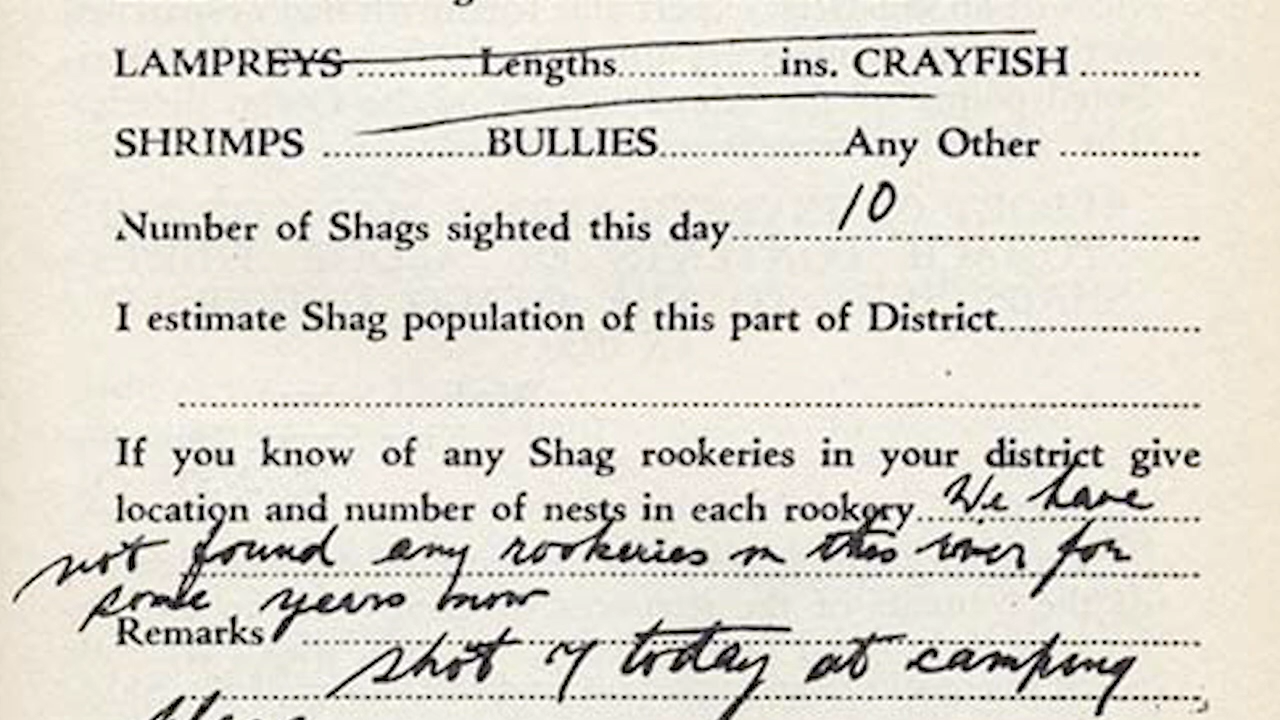 LAMPREYS ............Lengths................ins. CRAYFISH ............
SHRIMPS ................BULLIES..................Any Other ..............
Number of Shags sighted this day.......10.......
I estimate Shag population of this part of District......................
................................................................
If you know of any Shag rookeries in your district give
location and number of nests in each rookery....We have
not found any rookeries in this river for
some years now
Remarks ................
shot 7 today at camping